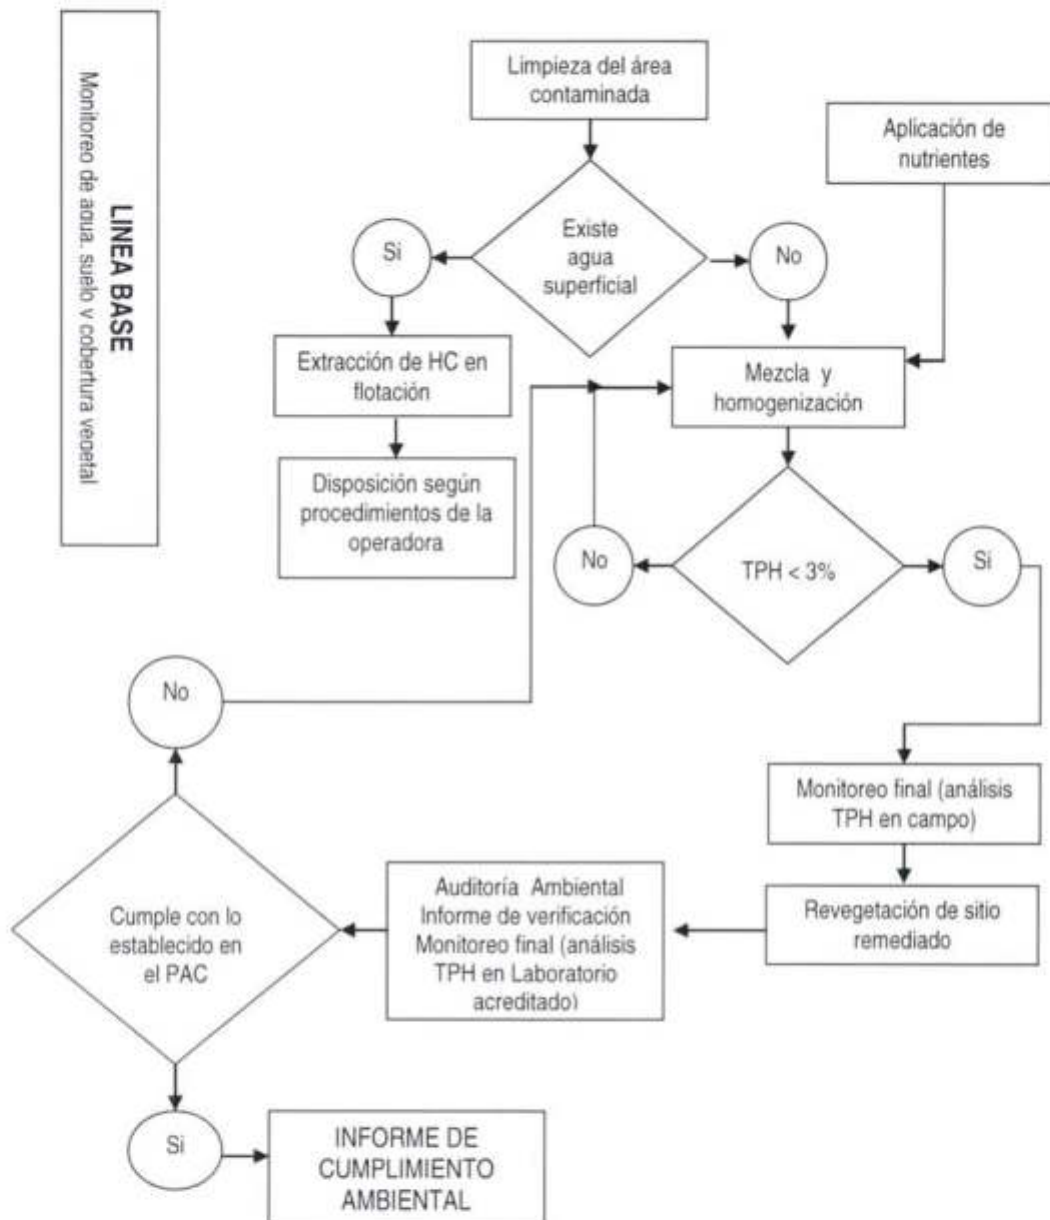 LINEA BASE
Monitoreo de agua, suelo y cobertura vegetal
Limpieza del área
contaminada
Aplicación de
nutrientes
Existe
agua
superficial
Si
No
Extracción de HC en
flotación
Mezcla y
homogenización
Disposición según
procedimientos de la
operadora
TPH < 3%
No
Si
No
Monitoreo final (análisis
TPH en campo)
Revegetación de sitio
remediado
Auditoría Ambiental
Informe de verificación
Monitoreo final (análisis
TPH en Laboratorio
acreditado)
Cumple con lo
establecido en
el PAC
Si
INFORME DE
CUMPLIMIENTO
AMBIENTAL